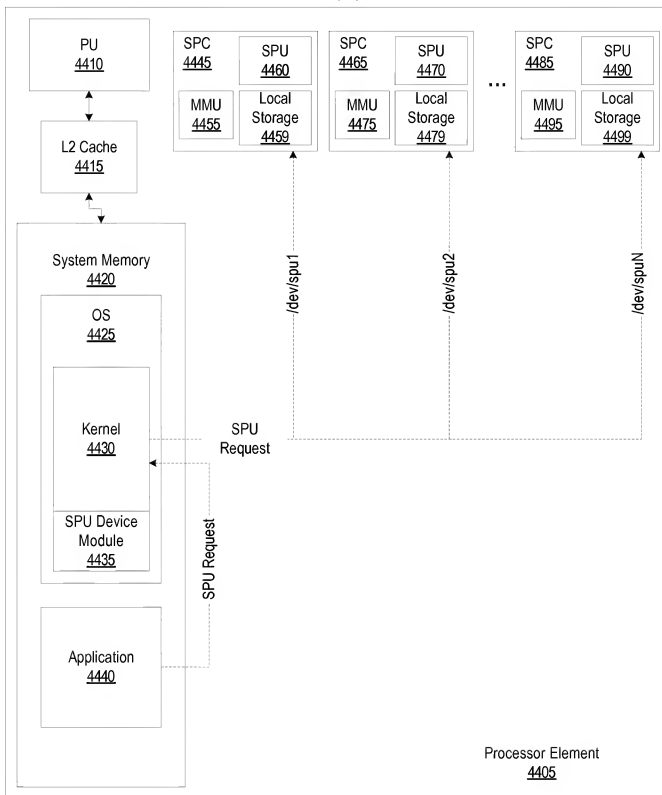 PU
4410
L2 Cache
4415
System Memory
4420
OS
4425
Kernel
4430
SPU Device
Module
4435
Application
4440
SPU Request
SPU
Request
SPC
4445
SPU
4460
MMU
4455
Local
Storage
4459
SPC
4465
SPU
4470
MMU
4475
Local
Storage
4479
...
SPC
4485
SPU
4490
MMU
4495
Local
Storage
4499
/dev/spu1
/dev/spu2
/dev/spuN
Processor Element
4405